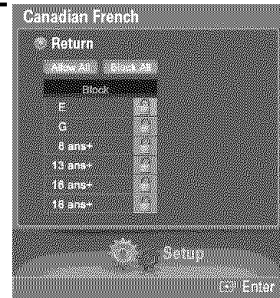 Canadian French
Return
Allow All Block All
Block
E
G
8 ans+
13 ans+
16 ans+
18 ans+
Setup
Enter